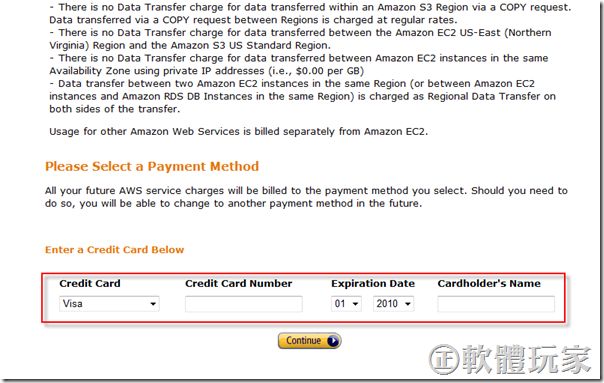 - There is no Data Transfer charge for data transferred within an Amazon S3 Region via a COPY request.
Data transferred via a COPY request between Regions is charged at regular rates.
- There is no Data Transfer charge for data transferred between the Amazon EC2 US-East (Northern
Virginia) Region and the Amazon S3 US Standard Region.
- There is no Data Transfer charge for data transferred between Amazon EC2 instances in the same
Availability Zone using private IP addresses (i.e., $0.00 per GB)
- Data transfer between two Amazon EC2 instances in the same Region (or between Amazon EC2
instances and Amazon RDS DB Instances in the same Region) is charged as Regional Data Transfer on
both sides of the transfer.
Usage for other Amazon Web Services is billed separately from Amazon EC2.
Please Select a Payment Method
All your future AWS service charges will be billed to the payment method you select. Should you need to
do so, you will be able to change to another payment method in the future.
Enter a Credit Card Below
Credit Card Credit Card Number Expiration Date Cardholder's Name
Visa 01 2010
Continue
正軟體玩家